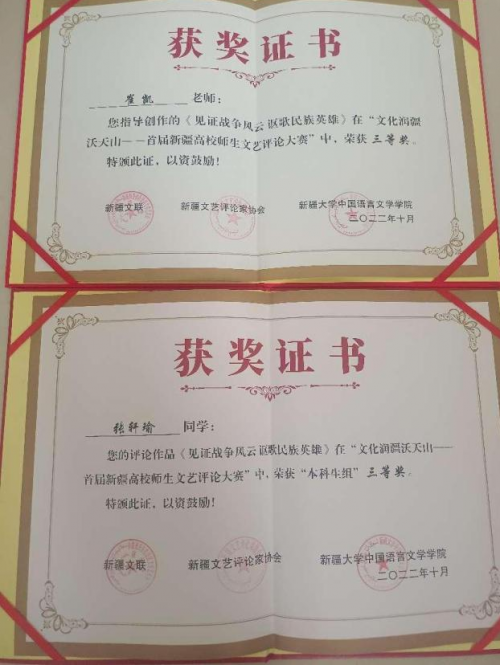 获奖证书
崔凯 老师：
您指导创作的《见证战争风云 讴歌民族英雄》在“文化润疆
沃天山——首届新疆高校师生文艺评论大赛”中，荣获 三等奖。
特颁此证，以资鼓励！
新疆文联 新疆文艺评论家协会 新疆大学中国语言文学学院
二〇二二年十月
获奖证书
张轩瑜 同学：
您的评论作品《见证战争风云讴歌民族英雄》在“文化润疆沃天山——
首届新疆高校师生文艺评论大赛”中，荣获“本科生组”三等奖。
特颁此证，以资鼓励！
新疆文联 新疆文艺评论家协会 新疆大学中国语言文学学院
二〇二二年十月